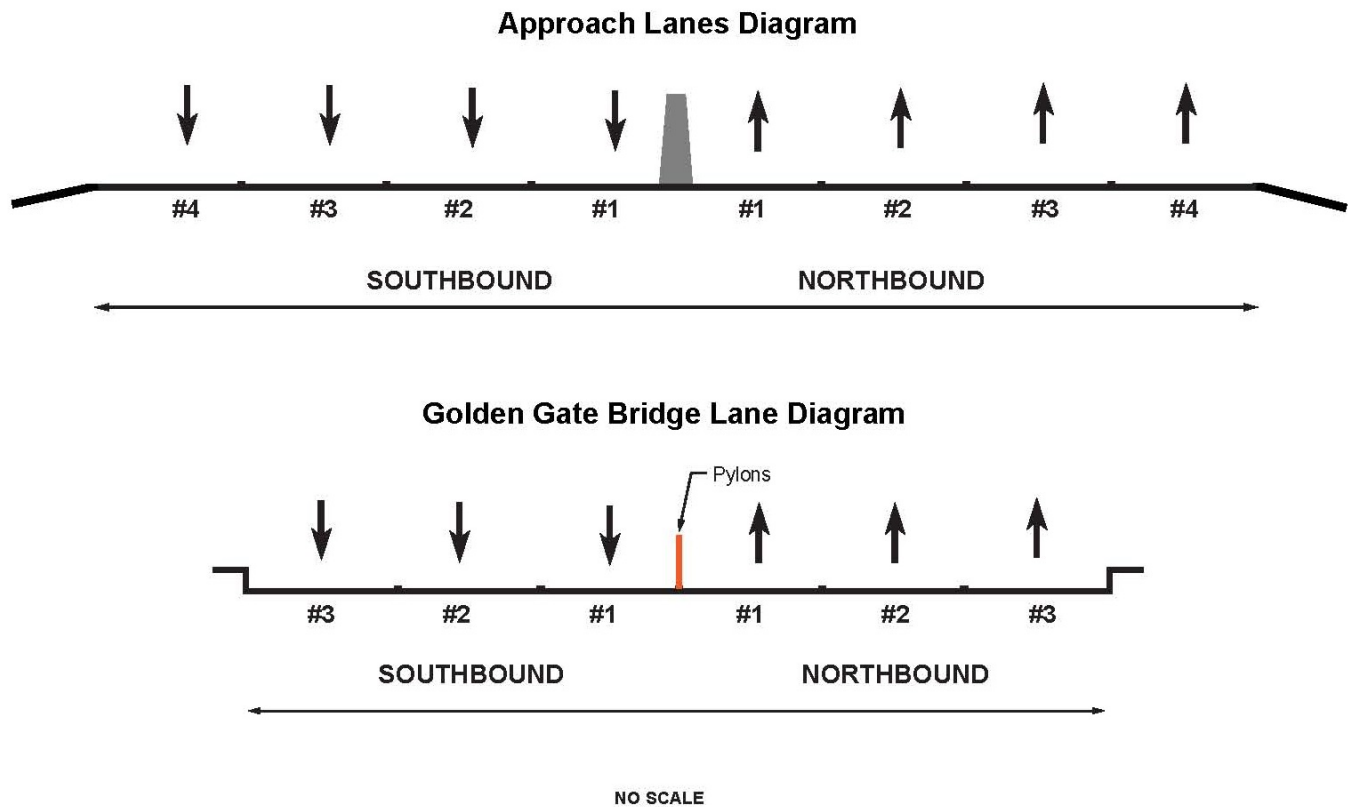 Approach Lanes Diagram
#4 #3 #2 #1 #1 #2 #3 #4
SOUTHBOUND NORTHBOUND
Golden Gate Bridge Lane Diagram
Pylons
#3 #2 #1 #1 #2 #3
SOUTHBOUND NORTHBOUND
NO SCALE